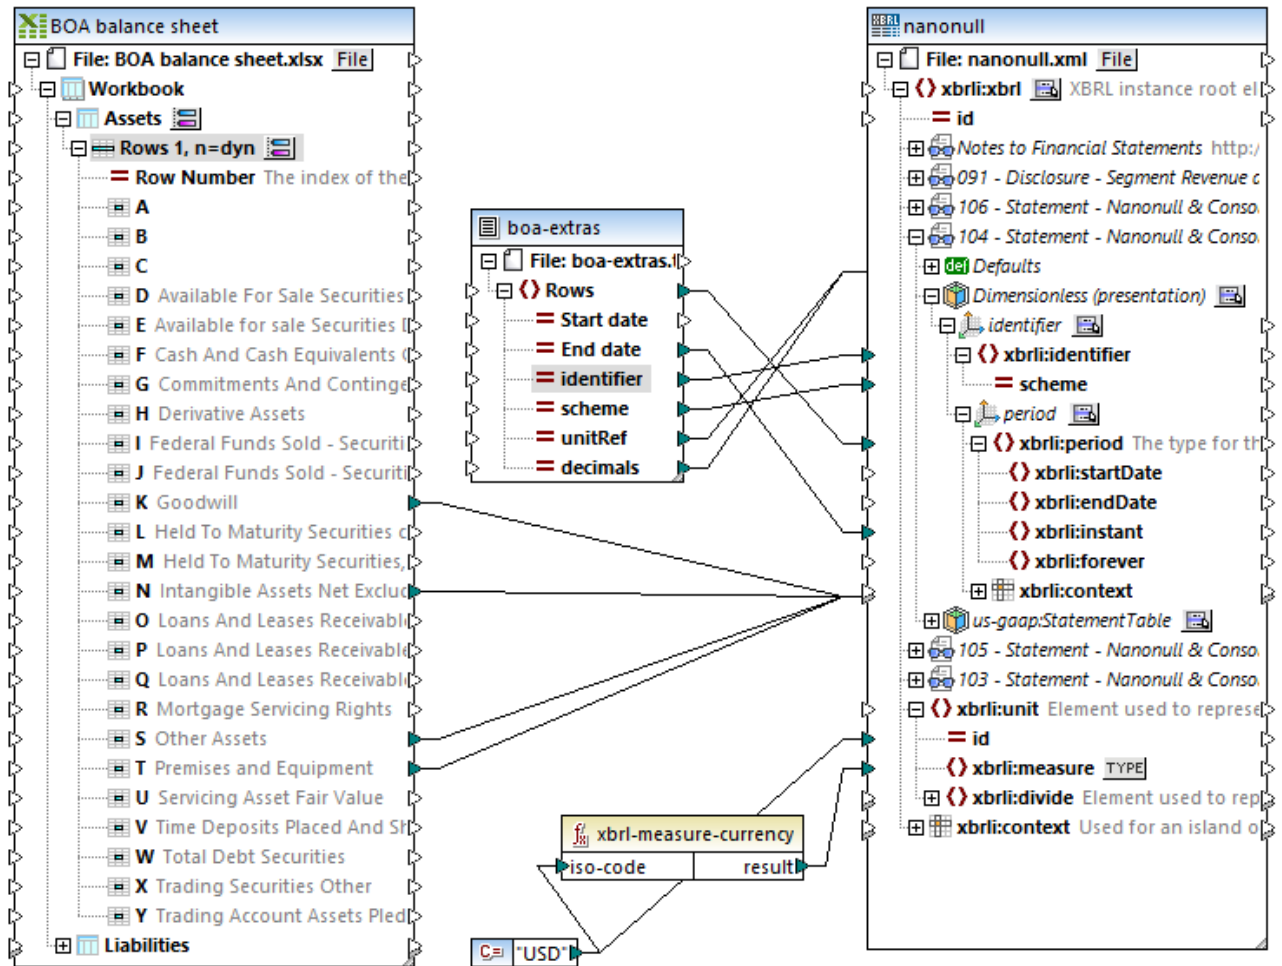 BOA balance sheet
File: BOA balance sheet.xlsx File
Workbook
Assets
Rows 1, n=dyn
Row Number The index of the
A
B
C
D Available For Sale Securities
E Available for sale Securities
F Cash And Cash Equivalents
G Commitments And Continge
H Derivative Assets
I Federal Funds Sold - Securiti
J Federal Funds Sold - Securiti
K Goodwill
L Held To Maturity Securities
M Held To Maturity Securities,
N Intangible Assets Net Exclud
O Loans And Leases Receivable
P Loans And Leases Receivable
Q Loans And Leases Receivable
R Mortgage Servicing Rights
S Other Assets
T Premises and Equipment
U Servicing Asset Fair Value
V Time Deposits Placed And Sh
W Total Debt Securities
X Trading Securities Other
Y Trading Account Assets Pled
Liabilities
boa-extras
File: boa-extras.t
Rows
Start date
End date
identifier
scheme
unitRef
decimals
xbrl-measure-currency
iso-code result
C= "USD"
XBRL nanonull
File: nanonull.xml File
xbrli:xbrl XBRL instance root el
id
Notes to Financial Statements http:/
091 - Disclosure - Segment Revenue
106 - Statement - Nanonull & Conso
104 - Statement - Nanonull & Conso
def Defaults
Dimensionless (presentation)
identifier
xbrli:identifier
scheme
period
xbrli:period The type for th
xbrli:startDate
xbrli:endDate
xbrli:instant
xbrli:forever
xbrli:context
us-gaap:StatementTable
105 - Statement - Nanonull & Conso
103 - Statement - Nanonull & Conso
xbrli:unit Element used to represe
id
xbrli:measure TYPE
xbrli:divide Element used to rep
xbrli:context Used for an island o